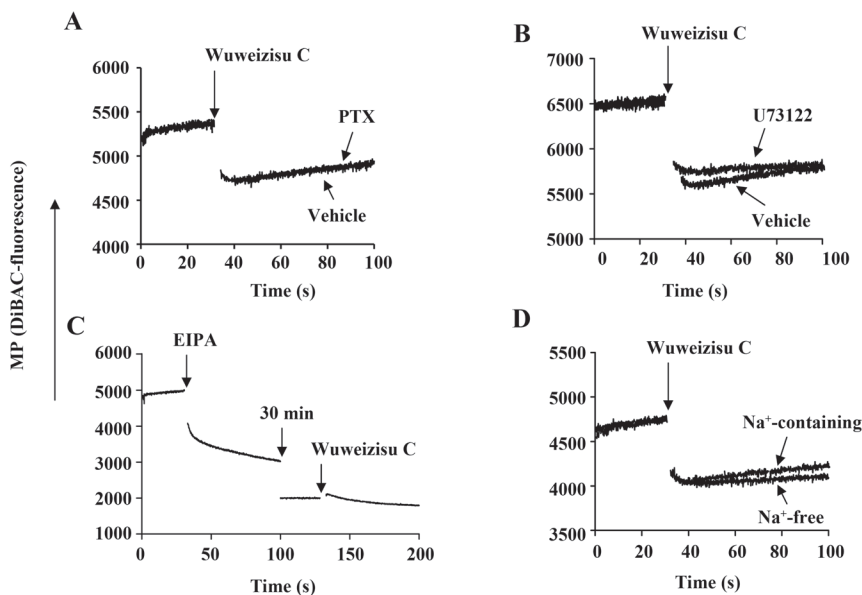 MP (DiBAC-fluorescence)
A
Wuweizisu C
6000
5500
5000
4500
4000
PTX
Vehicle
0 20 40 60 80 100
Time (s)
B
Wuweizisu C
7000
6500
6000
5500
5000
U73122
Vehicle
0 20 40 60 80 100
Time (s)
C
EIPA
6000
5000
4000
3000
2000
1000
30 min
Wuweizisu C
0 50 100 150 200
Time (s)
D
Wuweizisu C
5500
5000
4500
4000
3500
Na⁺-containing
Na⁺-free
0 20 40 60 80 100
Time (s)